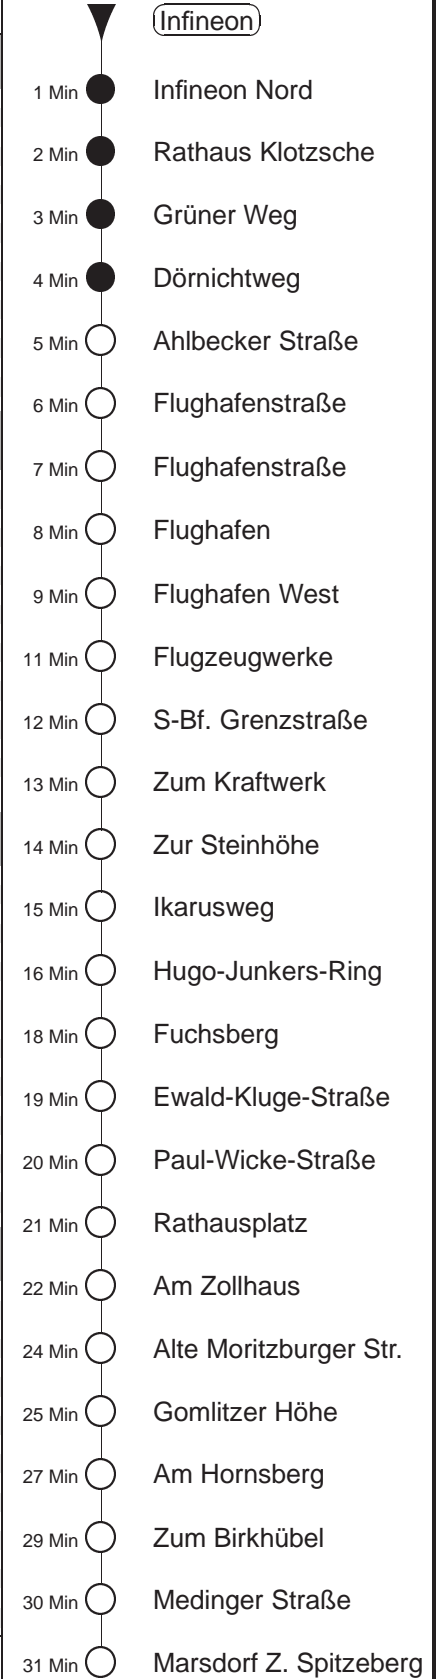 Infineon
1 Min Infineon Nord
2 Min Rathaus Klotzsche
3 Min Grüner Weg
4 Min Dörnichtweg
5 Min Ahlbecker Straße
6 Min Flughafenstraße
7 Min Flughafenstraße
8 Min Flughafen
9 Min Flughafen West
11 Min Flugzeugwerke
12 Min S-Bf. Grenzstraße
13 Min Zum Kraftwerk
14 Min Zur Steinhöhe
15 Min Ikarusweg
16 Min Hugo-Junkers-Ring
18 Min Fuchsberg
19 Min Ewald-Kluge-Straße
20 Min Paul-Wicke-Straße
21 Min Rathausplatz
22 Min Am Zollhaus
24 Min Alte Moritzburger Str.
25 Min Gomlitzer Höhe
27 Min Am Hornsberg
29 Min Zum Birkhübel
30 Min Medinger Straße
31 Min Marsdorf Z. Spitzeberg